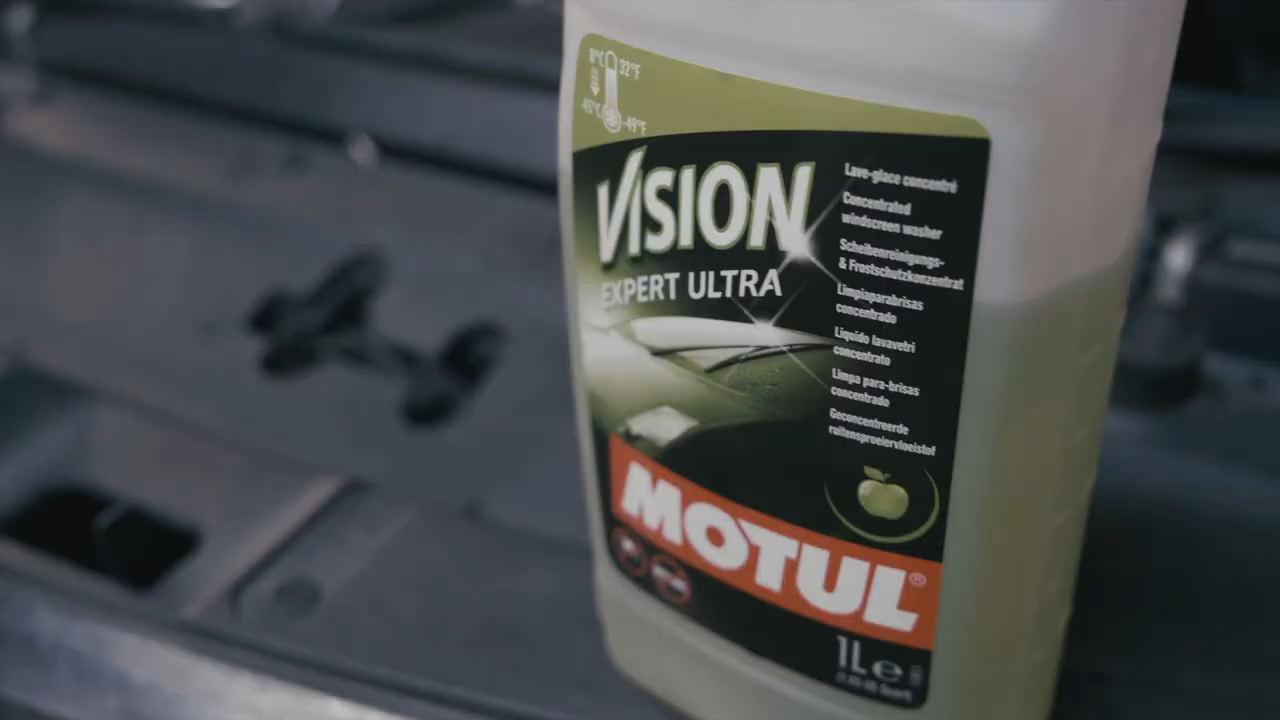 0°C 32°F
-45°C -49°F
VISION
EXPERT ULTRA
Lave-glace concentré
Concentrated
windscreen washer
Scheibenreinigungs-
& Frostschutzkonzentrat
Limpiaparabrisas
concentrado
Liquido lavavetri
concentrato
Limpa para-brisas
concentrado
Geconcentreerde
ruitensproeiervloeistof
MOTUL®
1L e